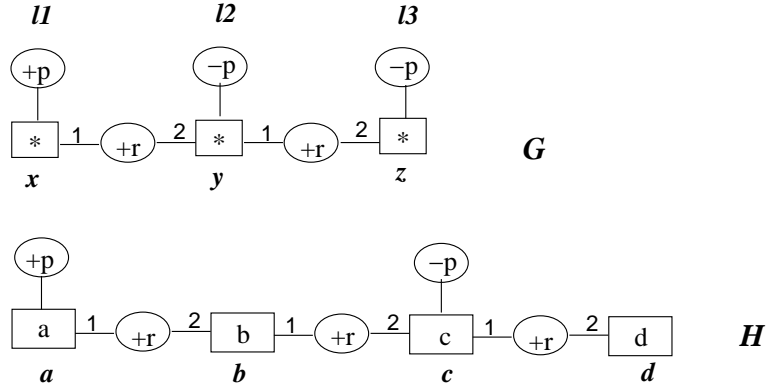 l1 l2 l3
+p −p −p
* 1 +r 2 * 1 +r 2 *
G
x y z
+p −p
a 1 +r 2 b 1 +r 2 c 1 +r 2 d
H
a b c d